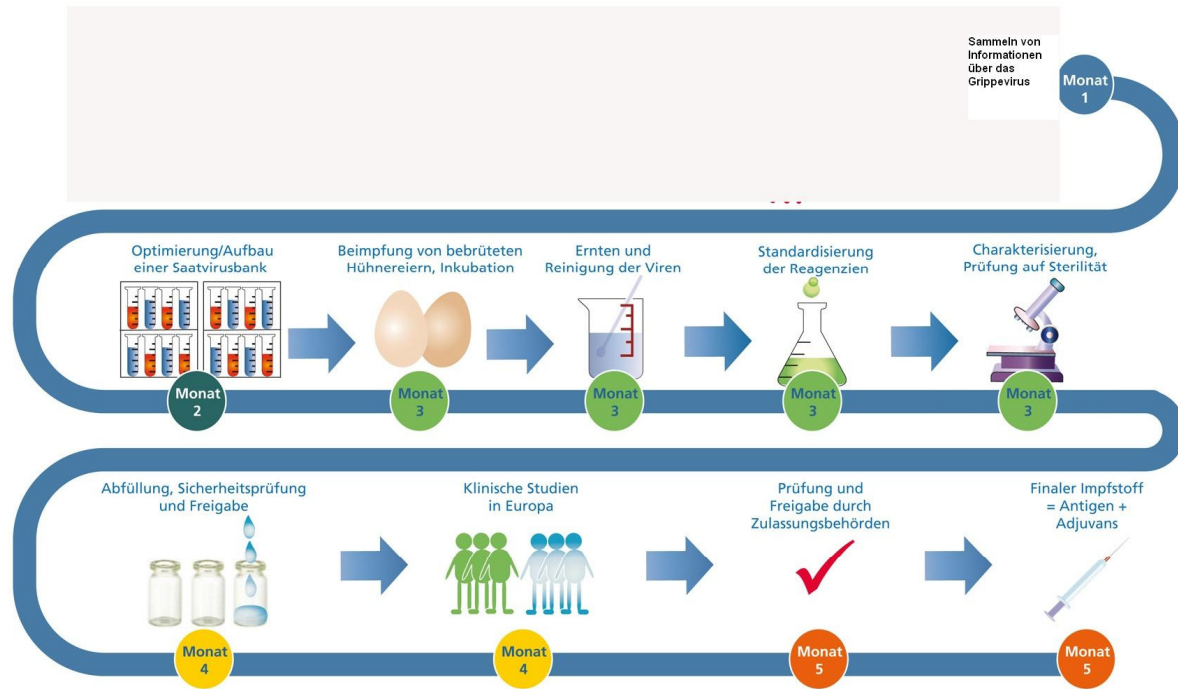 Sammeln von
Informationen
über das
Grippevirus
Monat
1
Optimierung/Aufbau
einer Saatvirusbank
Beimpfung von bebrüteten
Hühnereiern, Inkubation
Ernten und
Reinigung der Viren
Standardisierung
der Reagenzien
Charakterisierung,
Prüfung auf Sterilität
Monat
2
Monat
3
Monat
3
Monat
3
Monat
3
Abfüllung, Sicherheitsprüfung
und Freigabe
Klinische Studien
in Europa
Prüfung und
Freigabe durch
Zulassungsbehörden
Finaler Impfstoff
= Antigen +
Adjuvans
Monat
4
Monat
4
Monat
5
Monat
5